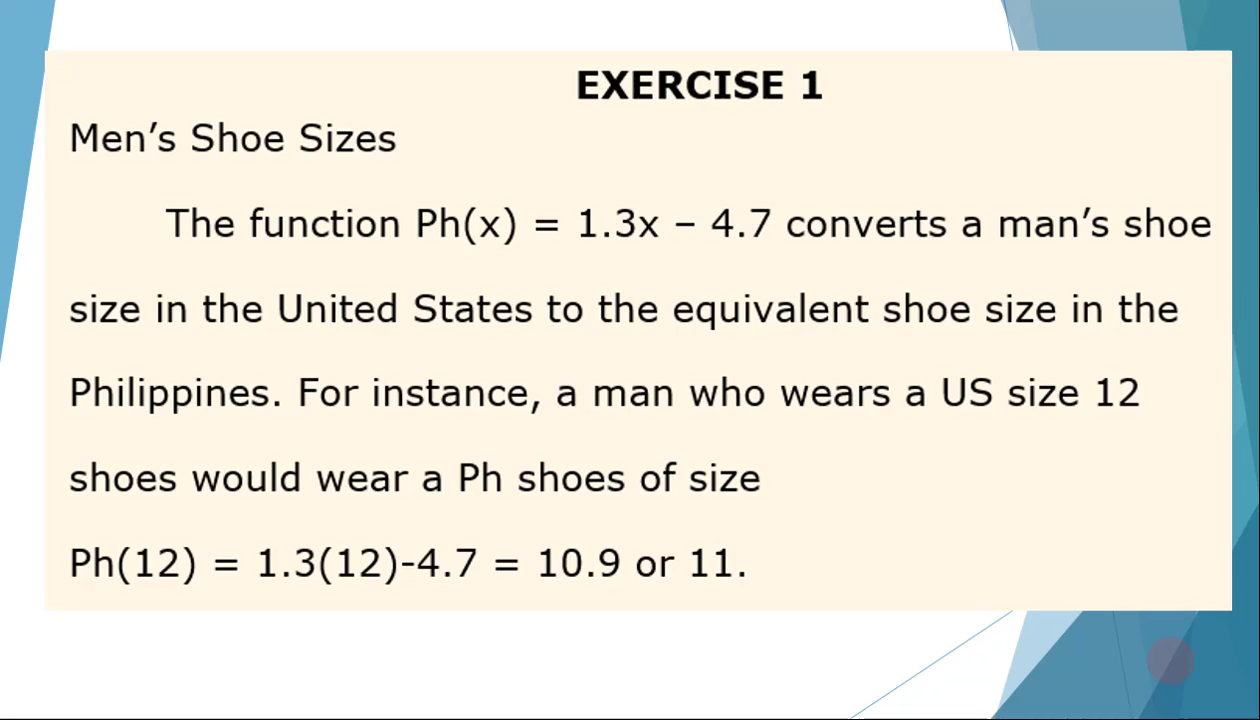 EXERCISE 1
Men’s Shoe Sizes
The function Ph(x) = 1.3x – 4.7 converts a man’s shoe
size in the United States to the equivalent shoe size in the
Philippines. For instance, a man who wears a US size 12
shoes would wear a Ph shoes of size
Ph(12) = 1.3(12)-4.7 = 10.9 or 11.